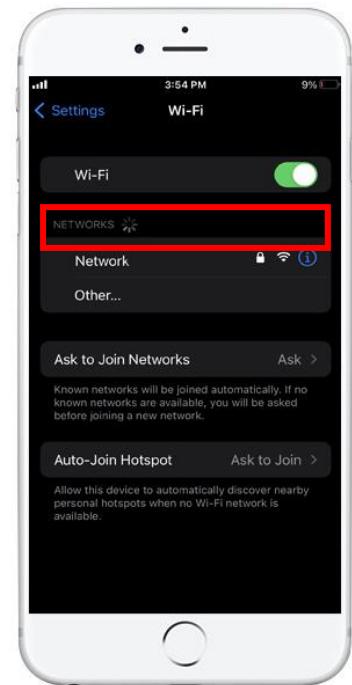 3:54 PM 9%
Settings Wi-Fi
Wi-Fi
NETWORKS
Network
Other...
Ask to Join Networks Ask
Known networks will be joined automatically. If no
known networks are available, you will be asked
before joining a new network.
Auto-Join Hotspot Ask to Join
Allow this device to automatically discover nearby
personal hotspots when no Wi-Fi network is
available.